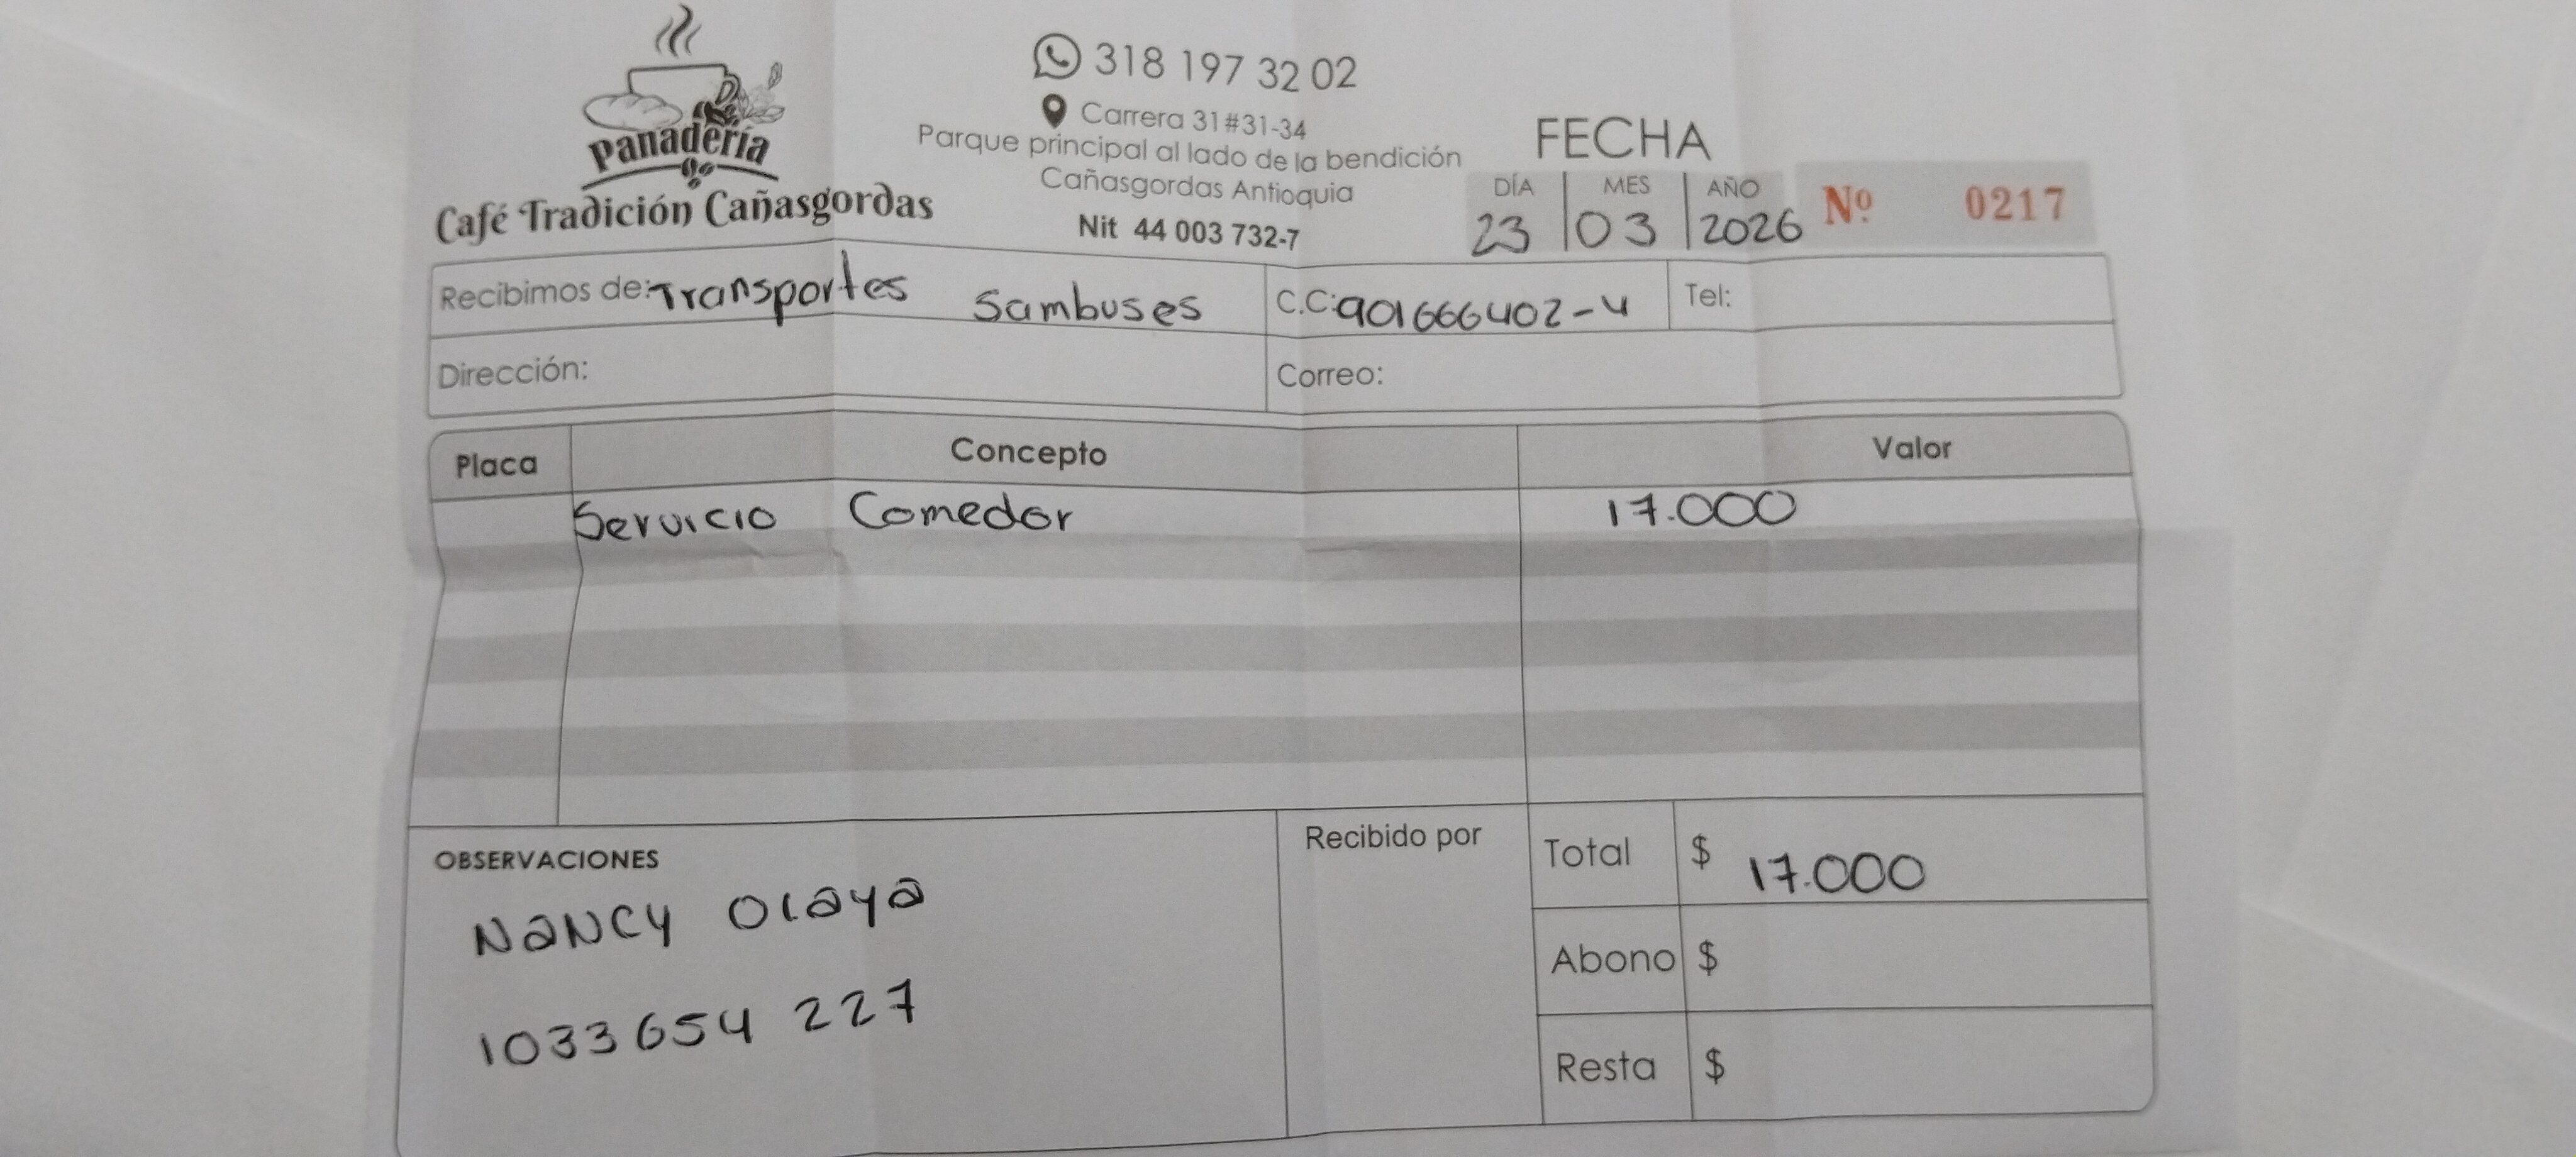 Panadería
Café Tradición Cañasgordas
318 197 32 02
Carrera 31#31-34
Parque principal al lado de la bendición
Cañasgordas Antioquia
Nit 44 003 732-7
FECHA
DÍA MES AÑO
23 03 2026
Nº 0217
Recibimos de: Transportes Sambuses C.C: 901666402-4 Tel:
Dirección: Correo:
Placa Concepto Valor
Servicio Comedor 17.000
OBSERVACIONES
Nancy Olaya
1033654 227
Recibido por
Total $ 17.000
Abono $
Resta $